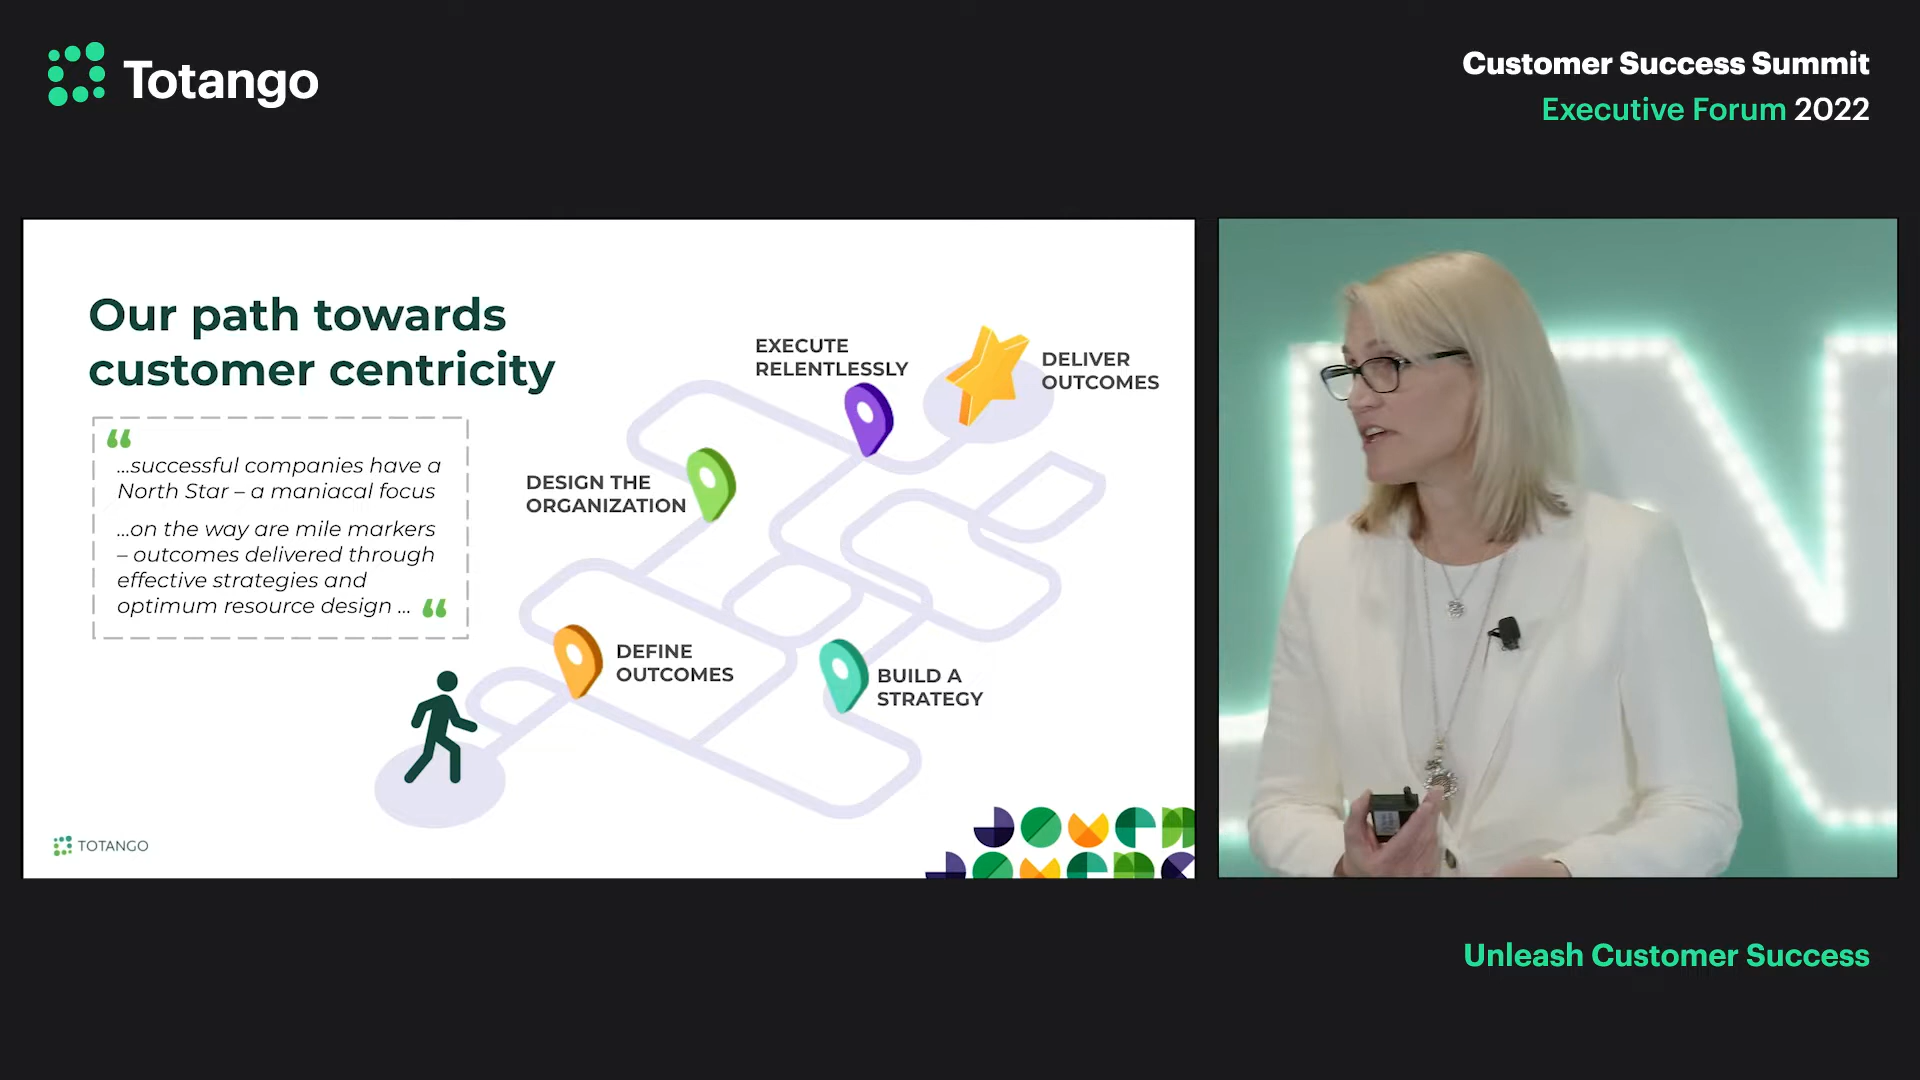 Totango
Customer Success Summit
Executive Forum 2022
Our path towards
customer centricity
“
...successful companies have a
North Star – a maniacal focus
...on the way are mile markers
– outcomes delivered through
effective strategies and
optimum resource design ... “
EXECUTE
RELENTLESSLY
DELIVER
OUTCOMES
DESIGN THE
ORGANIZATION
DEFINE
OUTCOMES
BUILD A
STRATEGY
TOTANGO
Unleash Customer Success